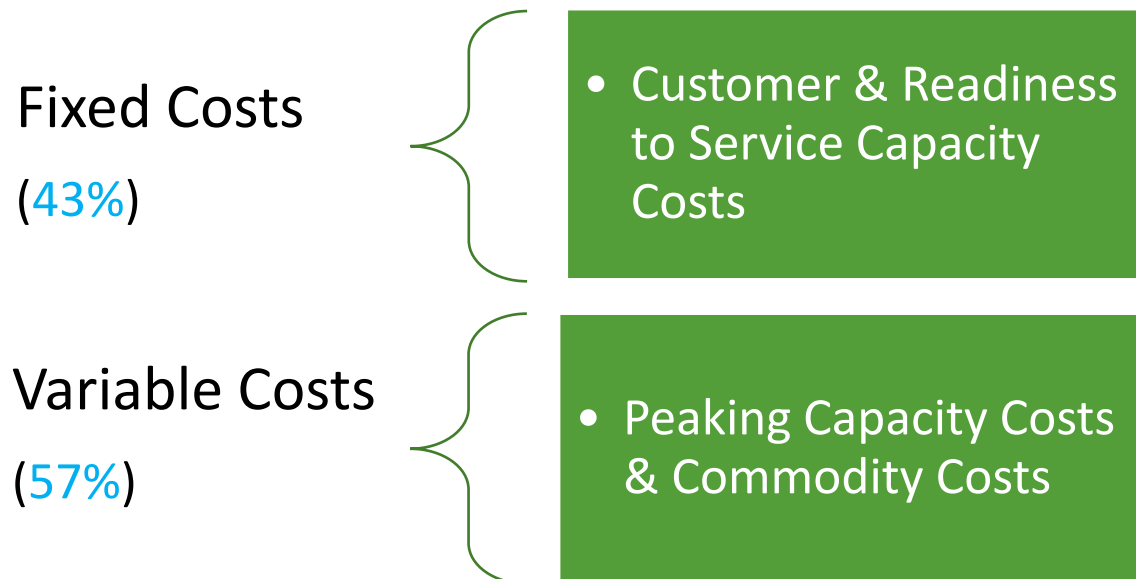 Fixed Costs
(43%)
• Customer & Readiness
to Service Capacity
Costs
Variable Costs
(57%)
• Peaking Capacity Costs
& Commodity Costs